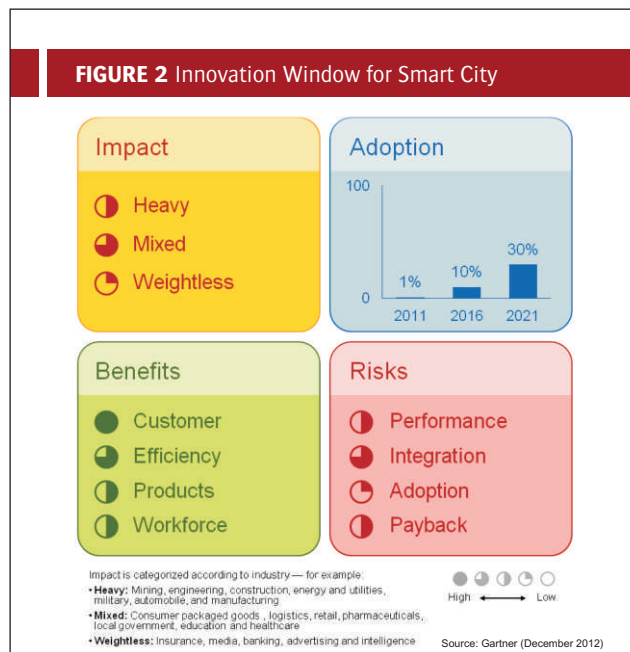 FIGURE 2 Innovation Window for Smart City
Impact
Heavy
Mixed
Weightless
Adoption
100
0
1%
10%
30%
2011 2016 2021
Benefits
Customer
Efficiency
Products
Workforce
Risks
Performance
Integration
Adoption
Payback
Impact is categorized according to industry — for example:
• Heavy: Mining, engineering, construction, energy and utilities,
military, automobile, and manufacturing
• Mixed: Consumer packaged goods , logistics, retail, pharmaceuticals,
local government, education and healthcare
• Weightless: Insurance, media, banking, advertising and intelligence
High Low
Source: Gartner (December 2012)